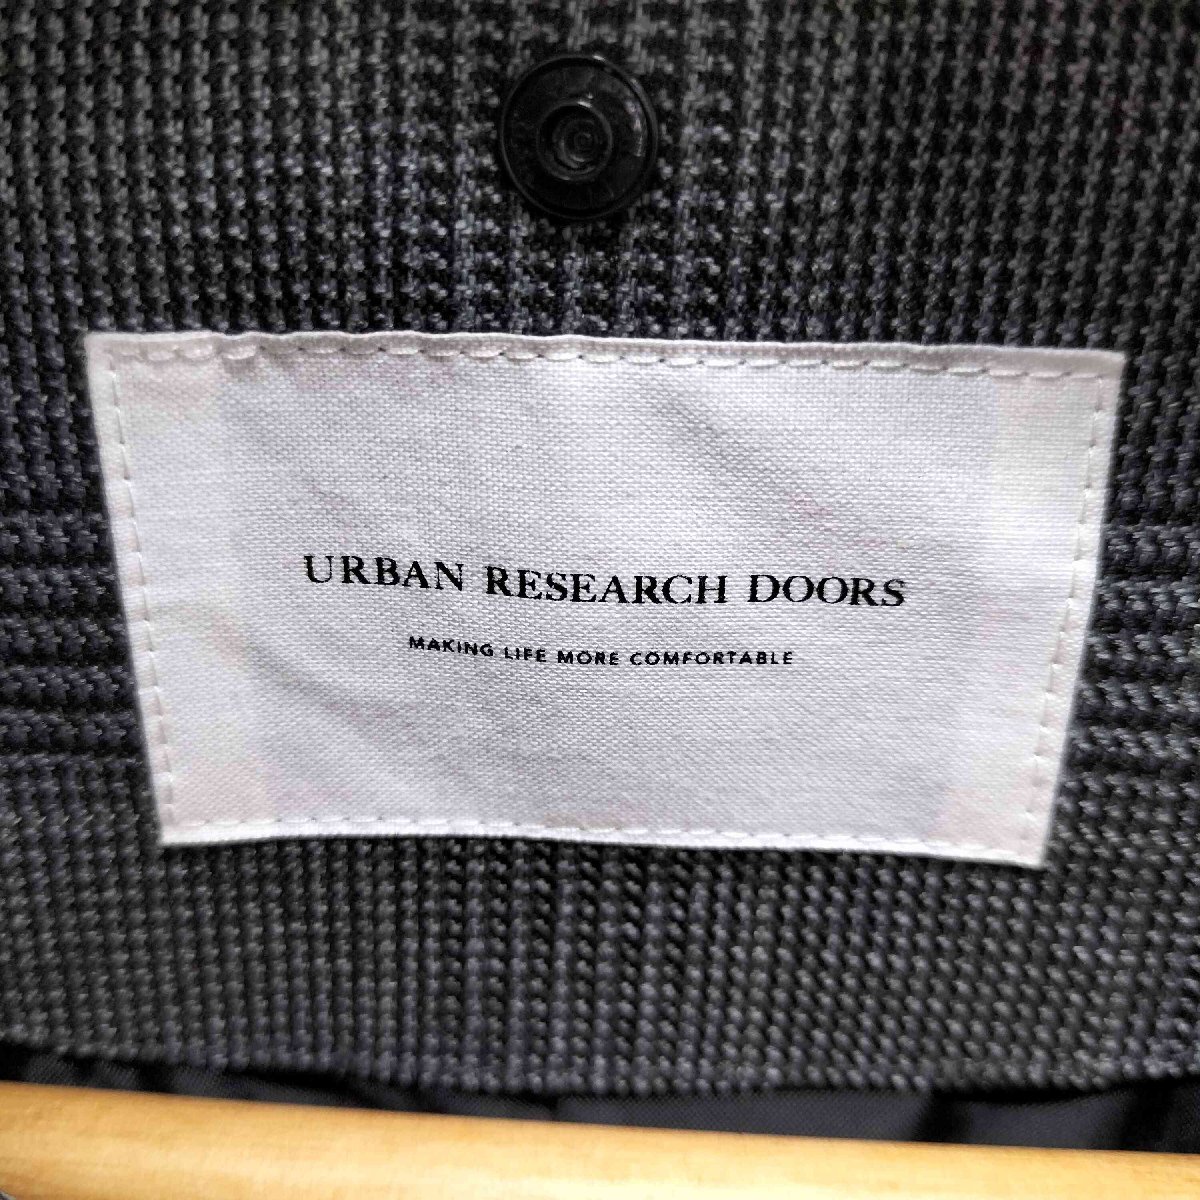 URBAN RESEARCH DOORS
MAKING LIFE MORE COMFORTABLE